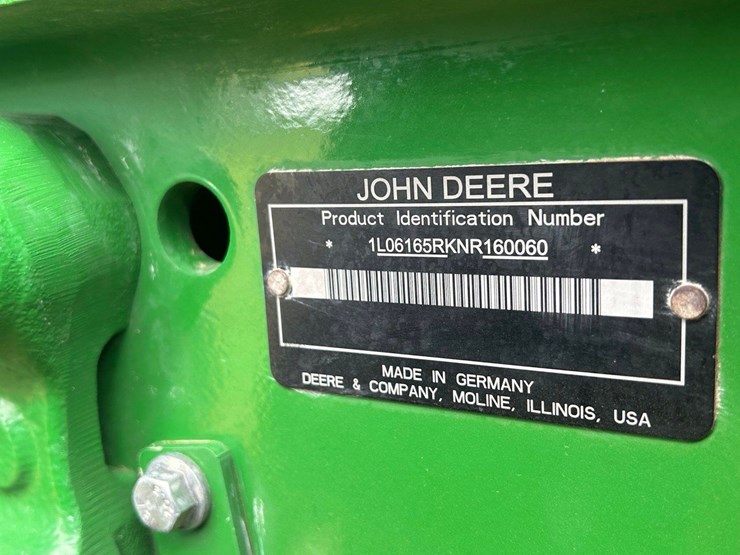 JOHN DEERE
Product Identification Number
* 1L06165RKNR160060 *
MADE IN GERMANY
DEERE & COMPANY, MOLINE, ILLINOIS, USA